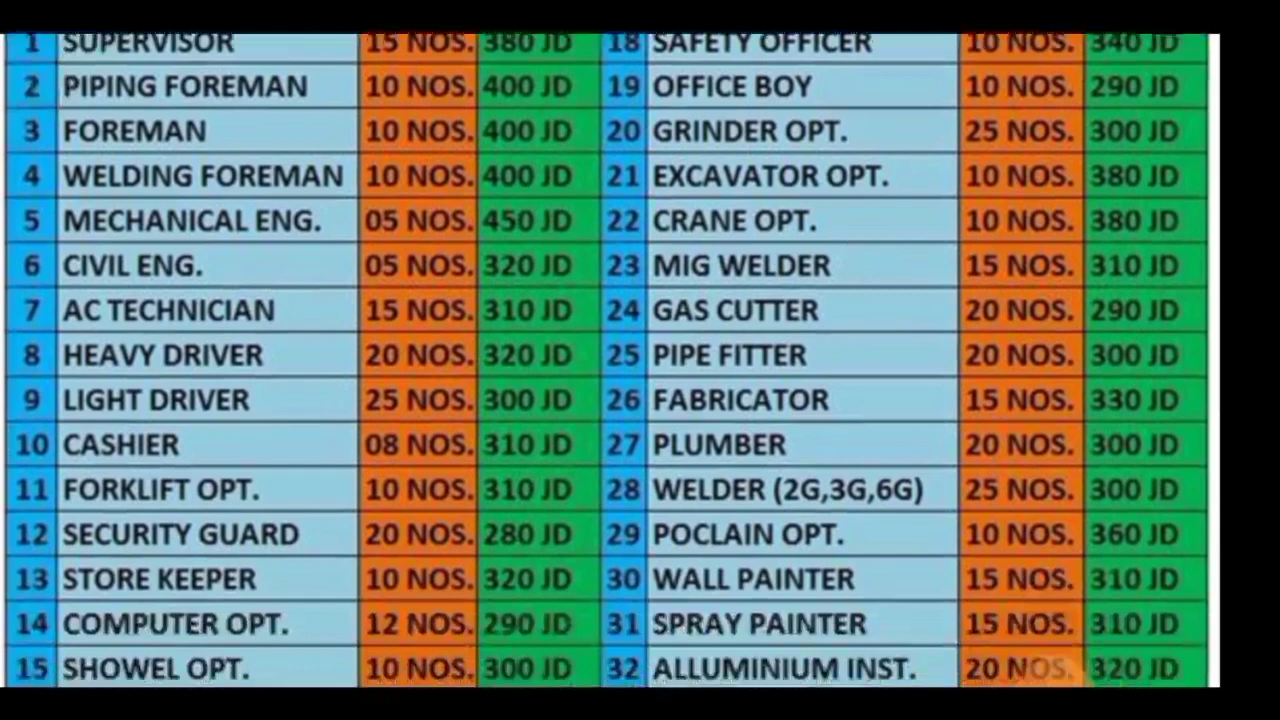 1 SUPERVISOR 15 NOS. 380 JD 18 SAFETY OFFICER 10 NOS. 340 JD
2 PIPING FOREMAN 10 NOS. 400 JD 19 OFFICE BOY 10 NOS. 290 JD
3 FOREMAN 10 NOS. 400 JD 20 GRINDER OPT. 25 NOS. 300 JD
4 WELDING FOREMAN 10 NOS. 400 JD 21 EXCAVATOR OPT. 10 NOS. 380 JD
5 MECHANICAL ENG. 05 NOS. 450 JD 22 CRANE OPT. 10 NOS. 380 JD
6 CIVIL ENG. 05 NOS. 320 JD 23 MIG WELDER 15 NOS. 310 JD
7 AC TECHNICIAN 15 NOS. 310 JD 24 GAS CUTTER 20 NOS. 290 JD
8 HEAVY DRIVER 20 NOS. 320 JD 25 PIPE FITTER 20 NOS. 300 JD
9 LIGHT DRIVER 25 NOS. 300 JD 26 FABRICATOR 15 NOS. 330 JD
10 CASHIER 08 NOS. 310 JD 27 PLUMBER 20 NOS. 300 JD
11 FORKLIFT OPT. 10 NOS. 310 JD 28 WELDER (2G,3G,6G) 25 NOS. 300 JD
12 SECURITY GUARD 20 NOS. 280 JD 29 POCLAIN OPT. 10 NOS. 360 JD
13 STORE KEEPER 10 NOS. 320 JD 30 WALL PAINTER 15 NOS. 310 JD
14 COMPUTER OPT. 12 NOS. 290 JD 31 SPRAY PAINTER 15 NOS. 310 JD
15 SHOWEL OPT. 10 NOS. 300 JD 32 ALLUMINIUM INST. 20 NOS. 320 JD